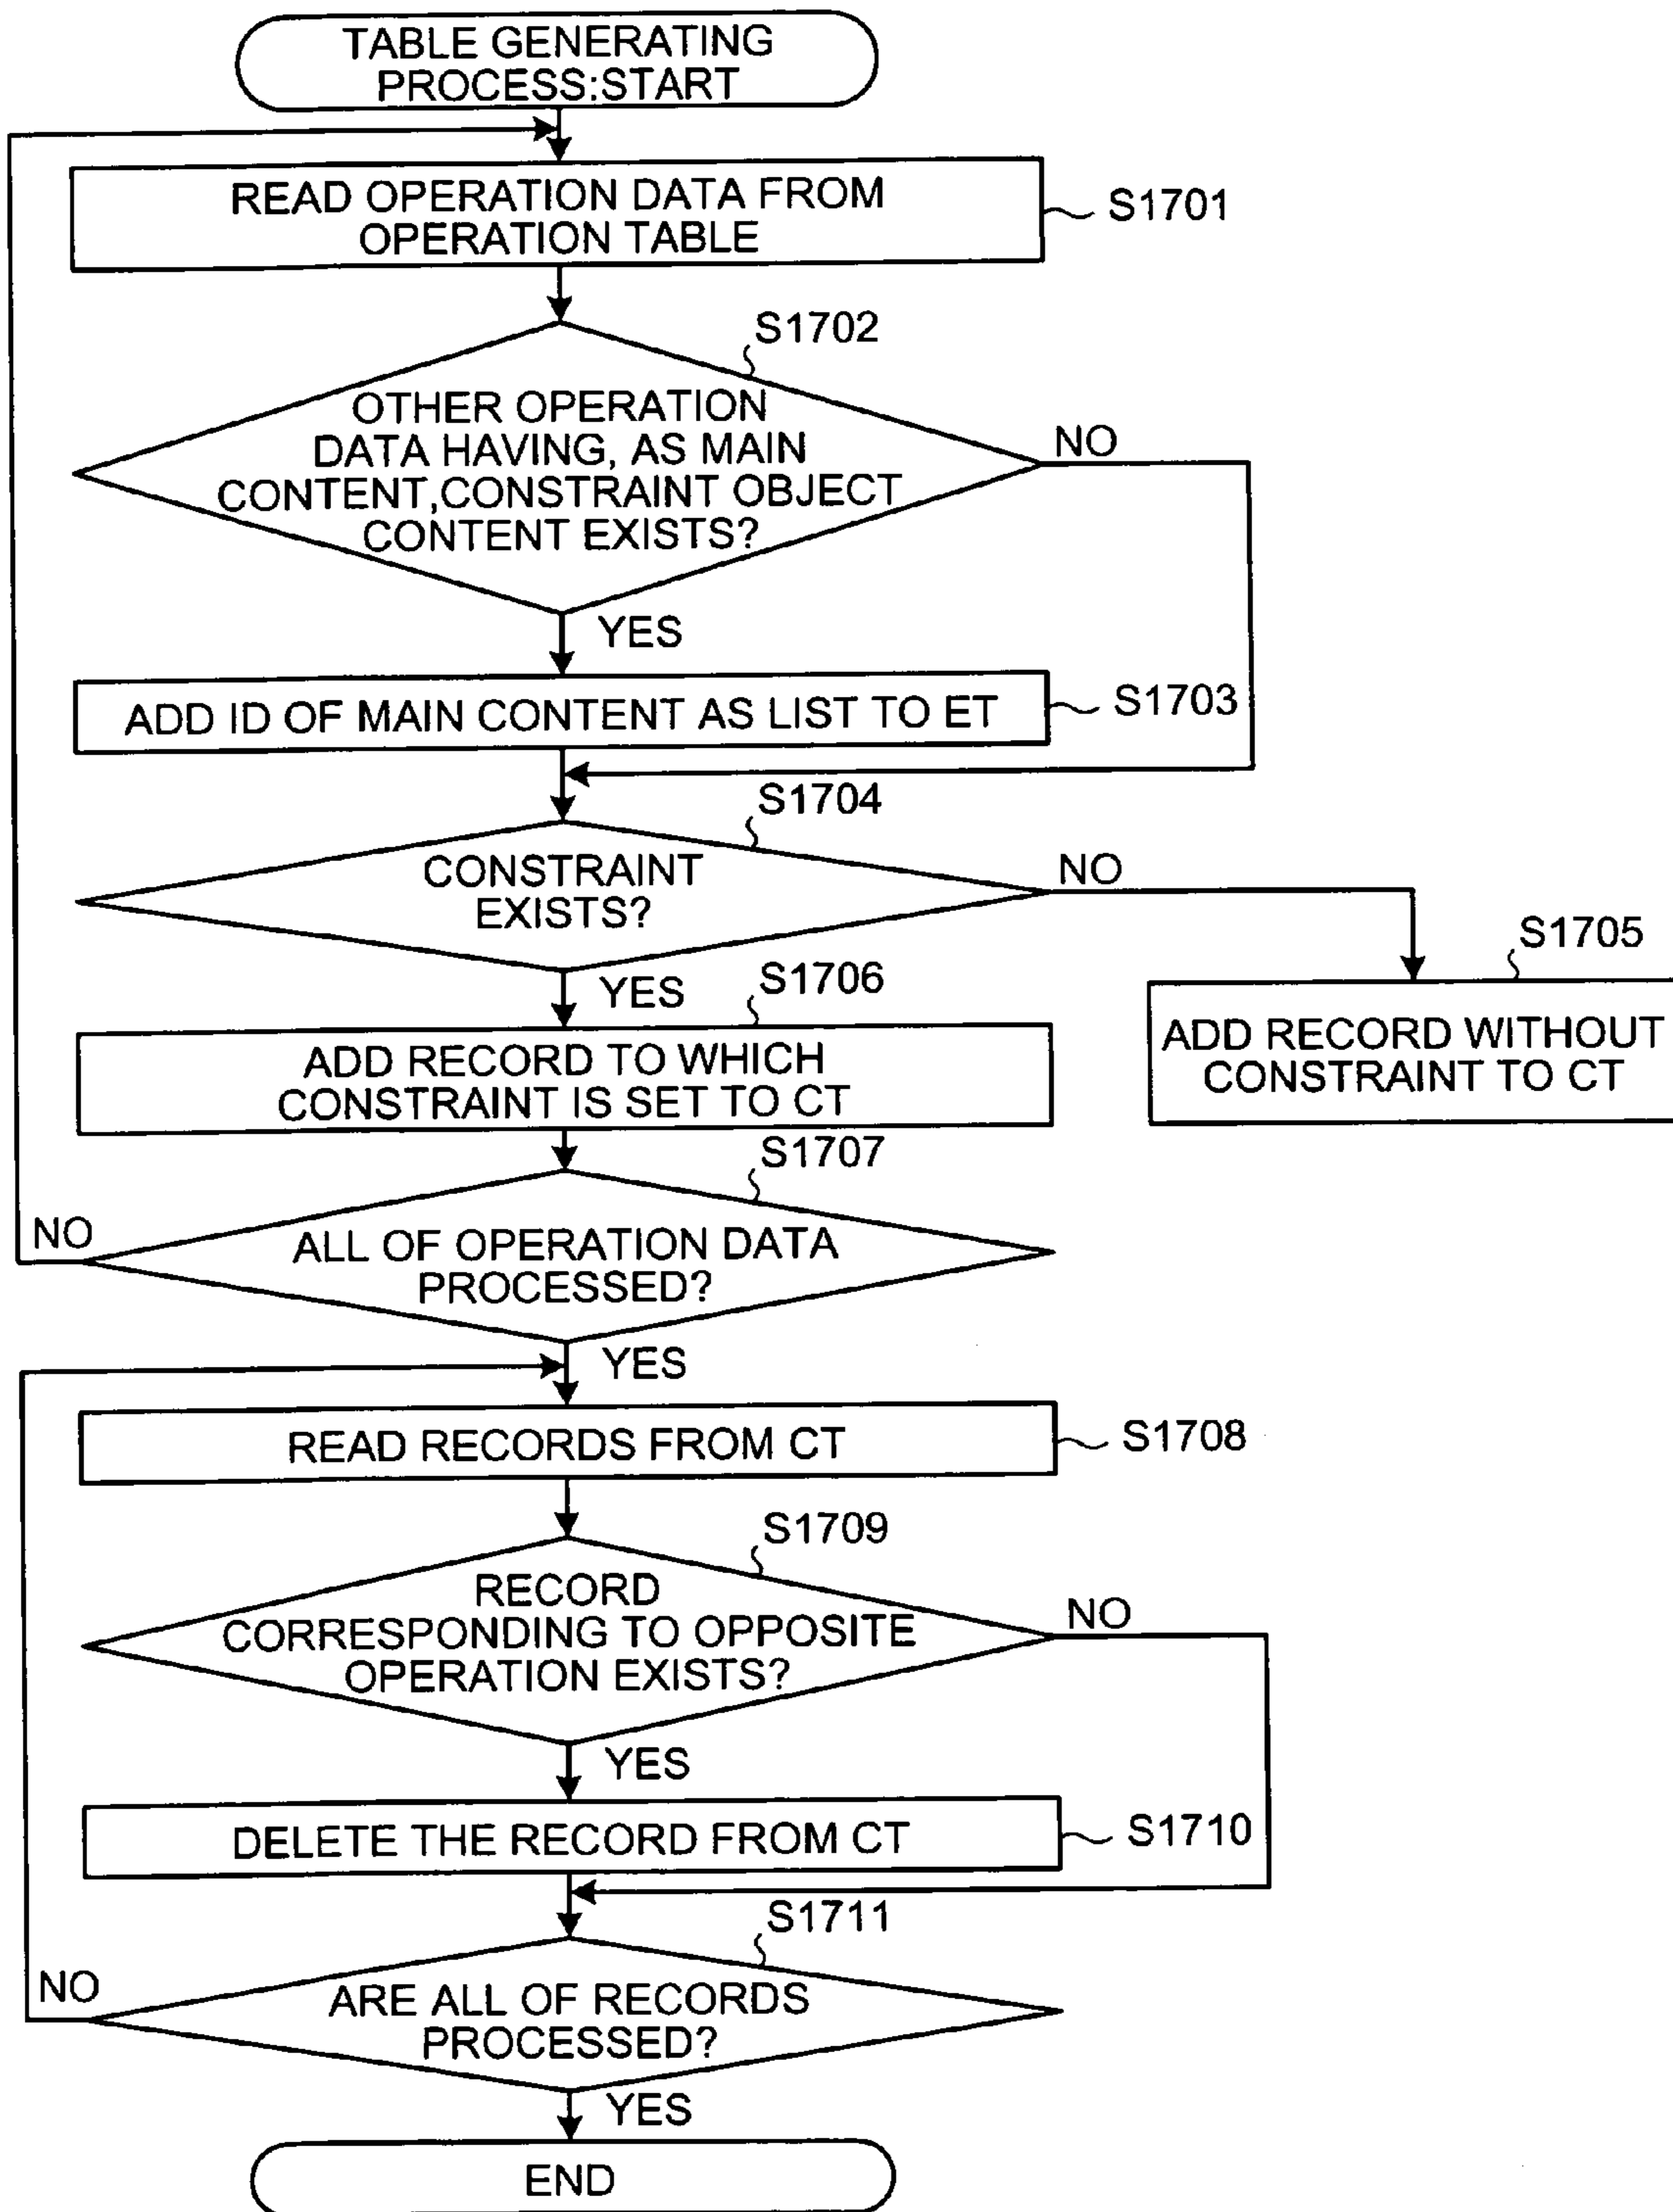 TABLE GENERATING
PROCESS:START
READ OPERATION DATA FROM
OPERATION TABLE
S1701
S1702
OTHER OPERATION
DATA HAVING, AS MAIN
CONTENT,CONSTRAINT OBJECT
CONTENT EXISTS?
NO
YES
ADD ID OF MAIN CONTENT AS LIST TO ET
S1703
S1704
CONSTRAINT
EXISTS?
NO
S1705
ADD RECORD WITHOUT
CONSTRAINT TO CT
YES
S1706
ADD RECORD TO WHICH
CONSTRAINT IS SET TO CT
S1707
NO
ALL OF OPERATION DATA
PROCESSED?
YES
READ RECORDS FROM CT
S1708
S1709
RECORD
CORRESPONDING TO OPPOSITE
OPERATION EXISTS?
NO
YES
DELETE THE RECORD FROM CT
S1710
S1711
NO
ARE ALL OF RECORDS
PROCESSED?
YES
END